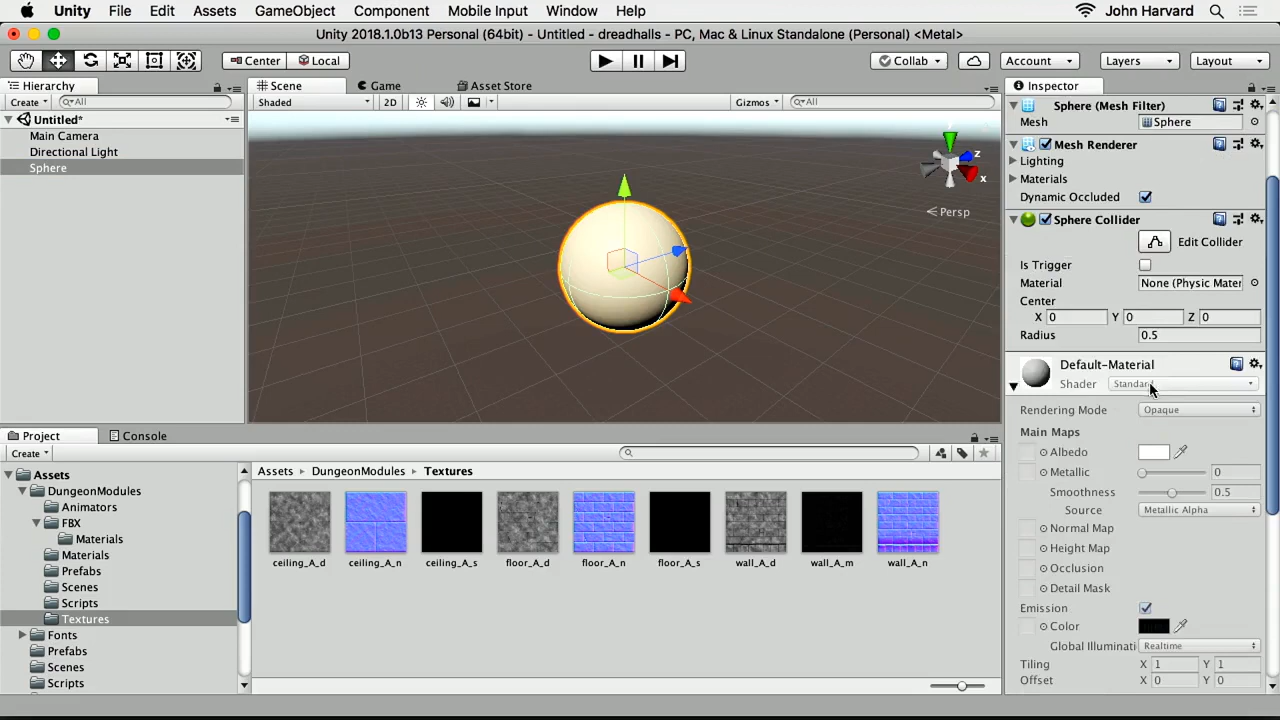 Unity File Edit Assets GameObject Component Mobile Input Window Help John Harvard
Unity 2018.1.0b13 Personal (64bit) - Untitled - dreadhalls - PC, Mac & Linux Standalone (Personal) <Metal>
Center Local Collab Account Layers Layout
Hierarchy
Create All
Untitled*
Main Camera
Directional Light
Sphere
Scene Game Asset Store
Shaded 2D Gizmos All
z
x
Persp
Inspector
Sphere (Mesh Filter)
Mesh Sphere
Mesh Renderer
Lighting
Materials
Dynamic Occluded
Sphere Collider
Edit Collider
Is Trigger
Material None (Physic Mater
Center
X 0 Y 0 Z 0
Radius 0.5
Default-Material
Shader Standard
Rendering Mode Opaque
Main Maps
Albedo
Metallic 0
Smoothness 0.5
Source Metallic Alpha
Normal Map
Height Map
Occlusion
Detail Mask
Emission
Color
Global Illuminati Realtime
Tiling X 1 Y 1
Offset X 0 Y 0
Project Console
Create
Assets
DungeonModules
Animators
FBX
Materials
Materials
Prefabs
Scenes
Scripts
Textures
Fonts
Prefabs
Scenes
Scripts
Assets DungeonModules Textures
ceiling_A_d ceiling_A_n ceiling_A_s floor_A_d floor_A_n floor_A_s wall_A_d wall_A_m wall_A_n